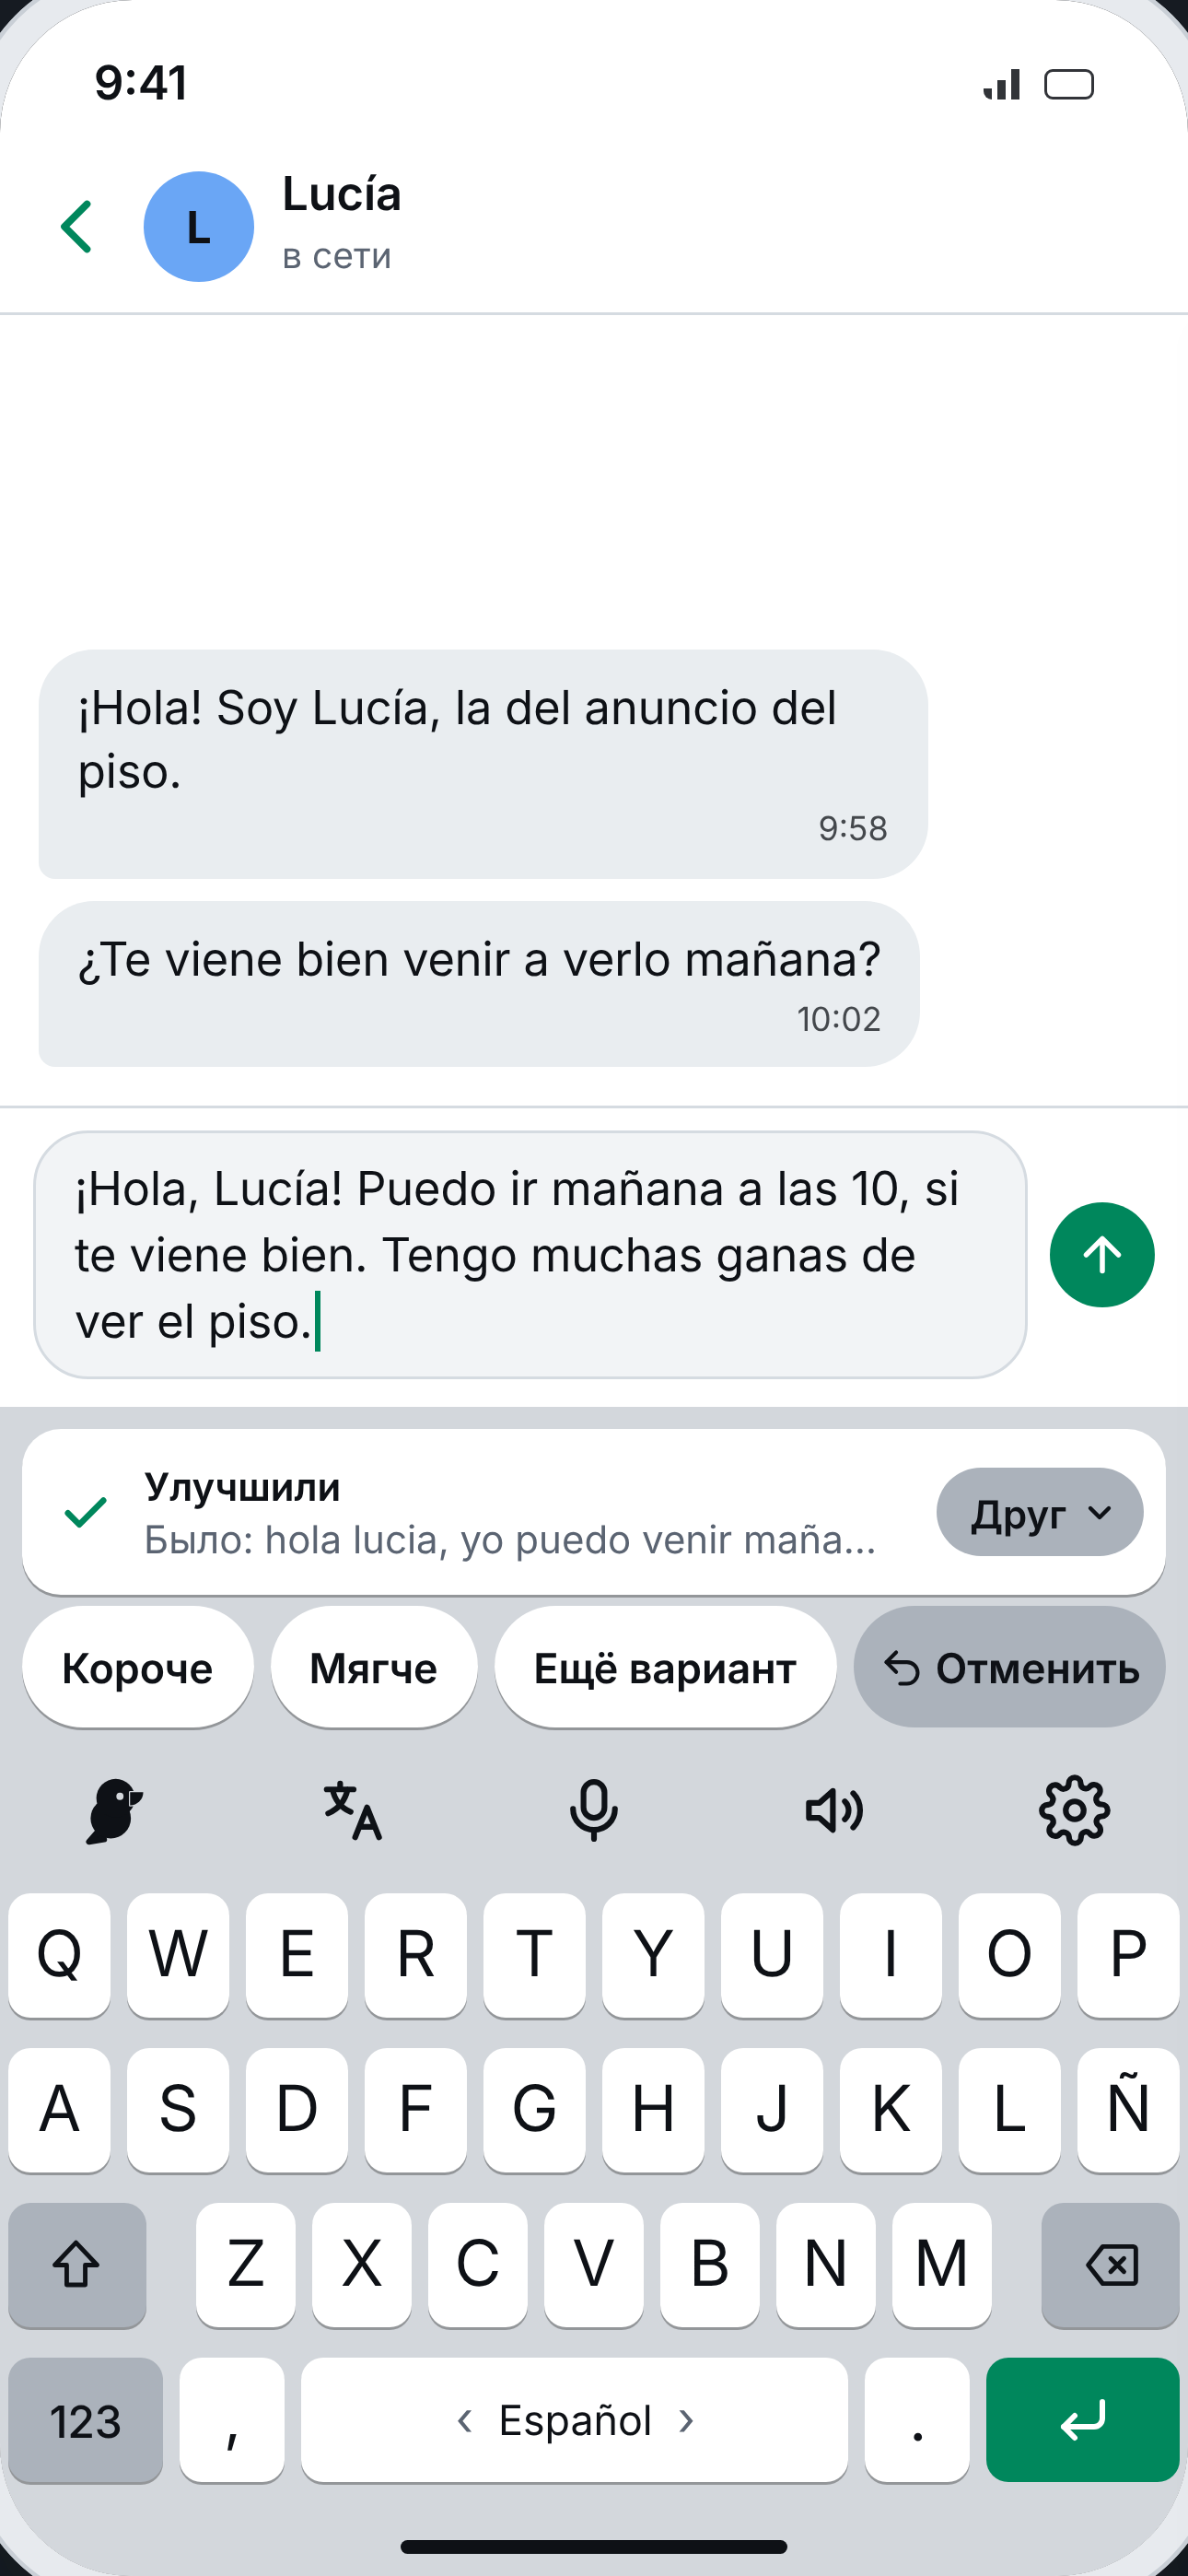 9:41
L
Lucía
в сети
¡Hola! Soy Lucía, la del anuncio del
piso.
9:58
¿Te viene bien venir a verlo mañana?
10:02
¡Hola, Lucía! Puedo ir mañana a las 10, si
te viene bien. Tengo muchas ganas de
ver el piso.
Улучшили
Было: hola lucia, yo puedo venir maña...
Друг
Короче Мягче Ещё вариант Отменить
Q W E R T Y U I O P
A S D F G H J K L Ñ
Z X C V B N M
123 , ‹ Español › .